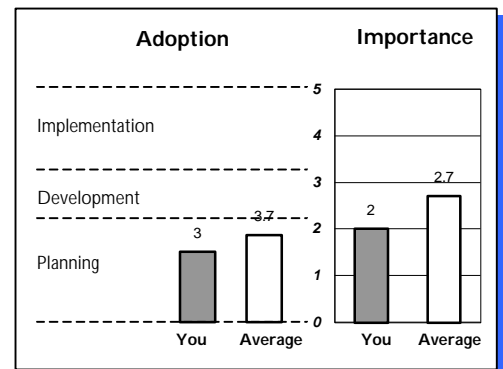 Adoption
Importance
5
Implementation
4
3
2.7
Development
3.7
3
2
2
Planning
1
0
You
Average
You
Average